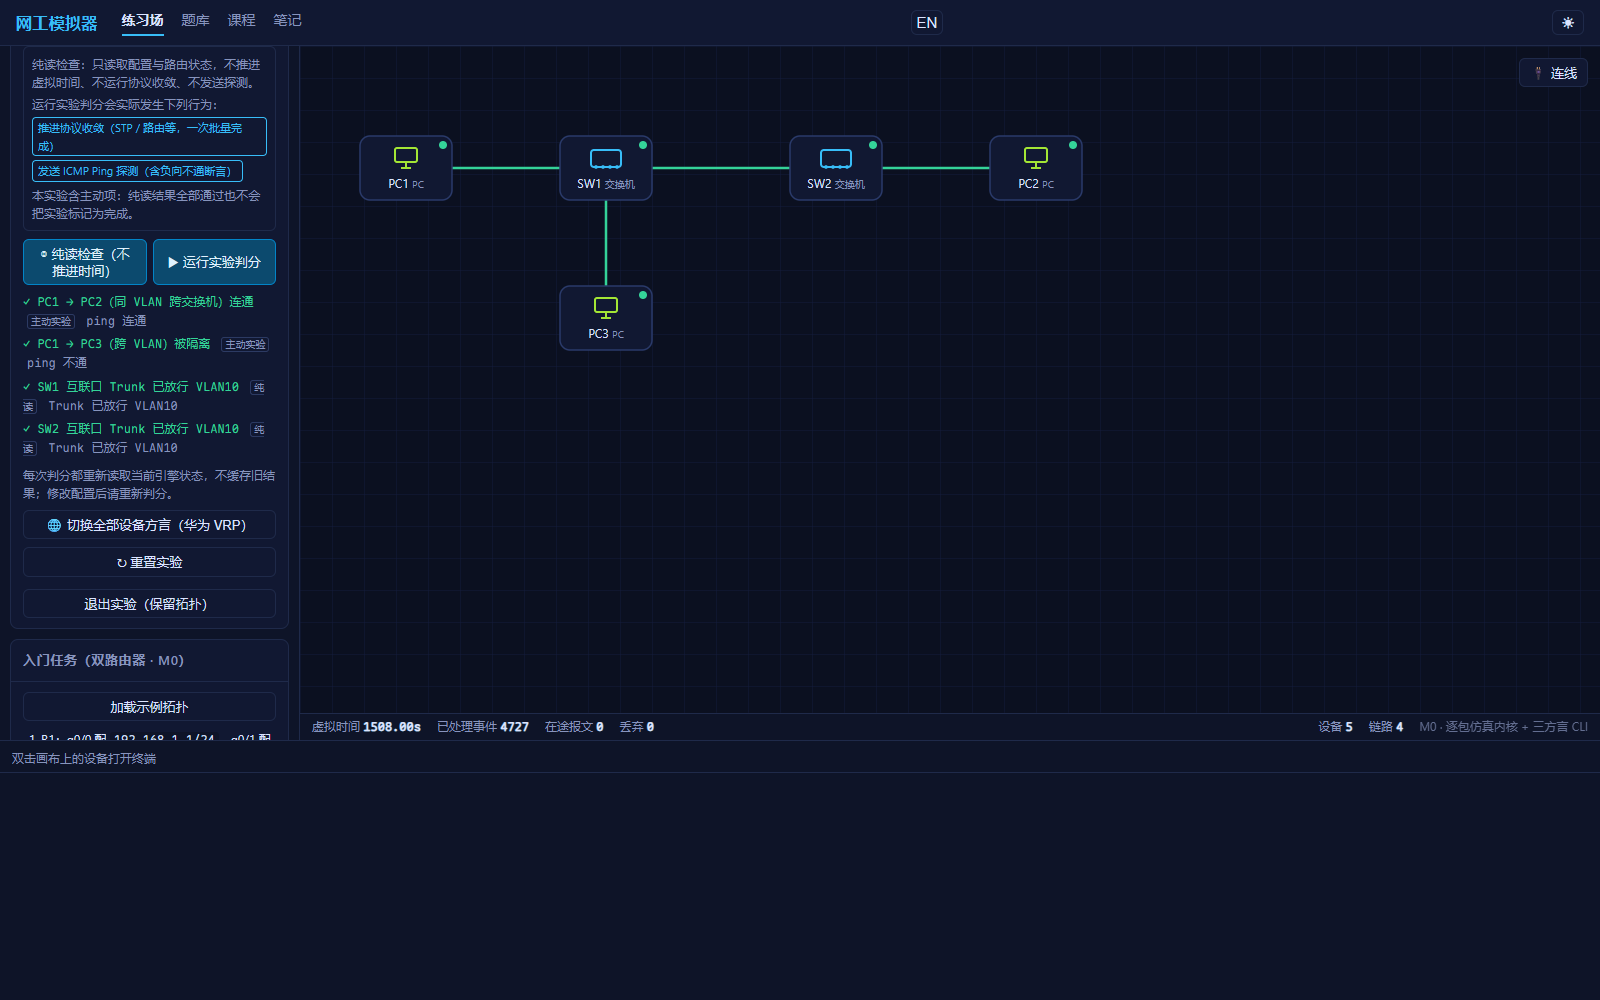 网工模拟器 练习场 题库 课程 笔记 EN
纯读检查：只读取配置与路由状态，不推进
虚拟时间、不运行协议收敛、不发送探测。
运行实验判分会实际发生下列行为：
推进协议收敛（STP / 路由等，一次批量完
成）
发送 ICMP Ping 探测（含负向不通断言）
本实验含主动项：纯读结果全部通过也不会
把实验标记为完成。
纯读检查（不
推进时间）
▶ 运行实验判分
✓ PC1 → PC2（同 VLAN 跨交换机）连通
主动实验 ping 连通
✓ PC1 → PC3（跨 VLAN）被隔离 主动实验
ping 不通
✓ SW1 互联口 Trunk 已放行 VLAN10 纯
读 Trunk 已放行 VLAN10
✓ SW2 互联口 Trunk 已放行 VLAN10 纯
读 Trunk 已放行 VLAN10
每次判分都重新读取当前引擎状态，不缓存旧结
果；修改配置后请重新判分。
🌐 切换全部设备方言（华为 VRP）
↻ 重置实验
退出实验（保留拓扑）
入门任务（双路由器 · M0）
加载示例拓扑
1. R1: g0/0 配 192.168.1.1/24、g0/1 配
连线
PC1 PC
SW1 交换机
SW2 交换机
PC2 PC
PC3 PC
虚拟时间 1508.00s 已处理事件 4727 在途报文 0 丢弃 0
设备 5 链路 4 M0 · 逐包仿真内核 + 三方言 CLI
双击画布上的设备打开终端